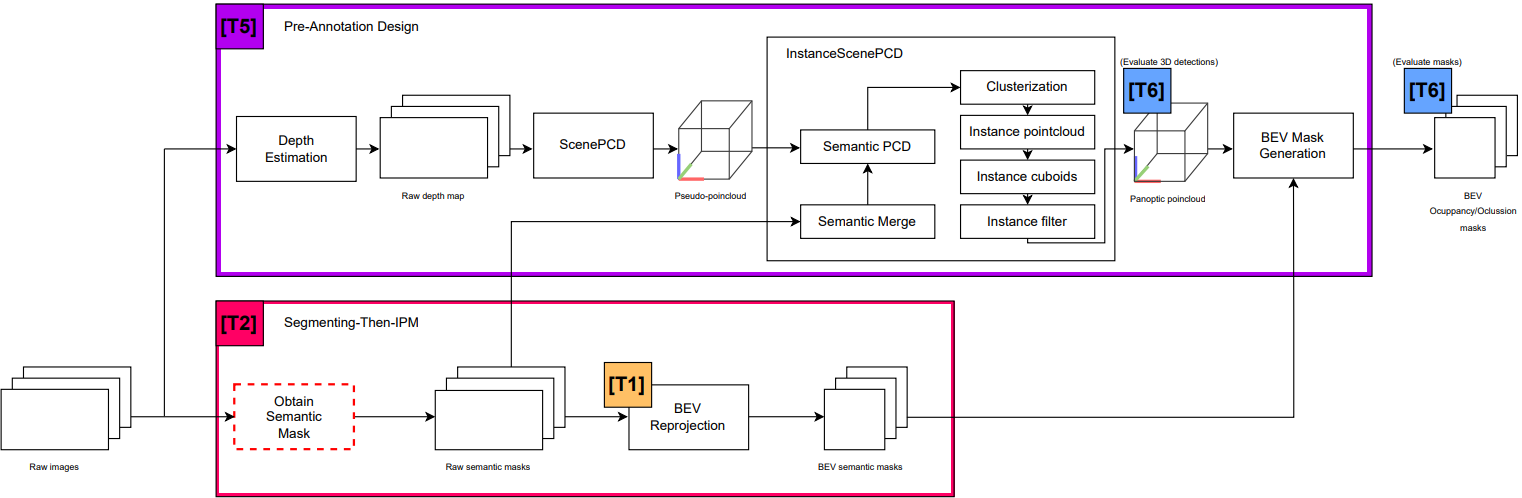 [T5]
Pre-Annotation Design
InstanceScenePCD
(Evaluate 3D detections)
[T6]
(Evaluate masks)
[T6]
Depth
Estimation
Raw depth map
ScenePCD
Pseudo-poincloud
Semantic PCD
Semantic Merge
Clusterization
Instance pointcloud
Instance cuboids
Instance filter
Panoptic poincloud
BEV Mask
Generation
BEV
Ocuppancy/Oclussion
masks
[T2]
Segmenting-Then-IPM
Raw images
Obtain
Semantic
Mask
Raw semantic masks
[T1]
BEV
Reprojection
BEV semantic masks